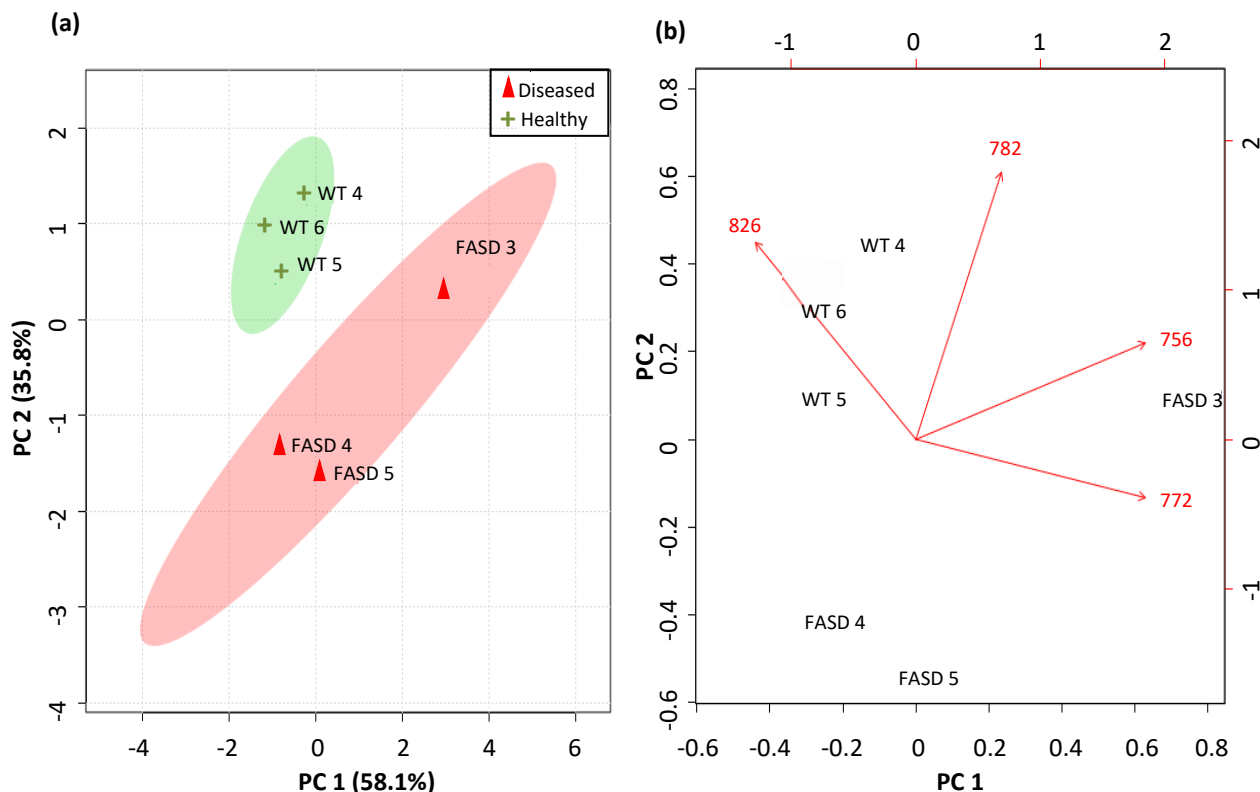 (a)
Diseased
Healthy
WT 4
WT 6
WT 5
FASD 3
FASD 4
FASD 5
2
1
0
-1
-2
-3
-4
PC 2 (35.8%)
-4
-2
0
2
4
6
PC 1 (58.1%)
(b)
-1
0
1
2
0.8
0.6
0.4
0.2
0
-0.2
-0.4
-0.6
PC 2
782
826
WT 4
WT 6
756
WT 5
FASD 3
772
FASD 4
FASD 5
2
1
0
-1
-0.6
-0.4
-0.2
0
0.2
0.4
0.6
0.8
PC 1